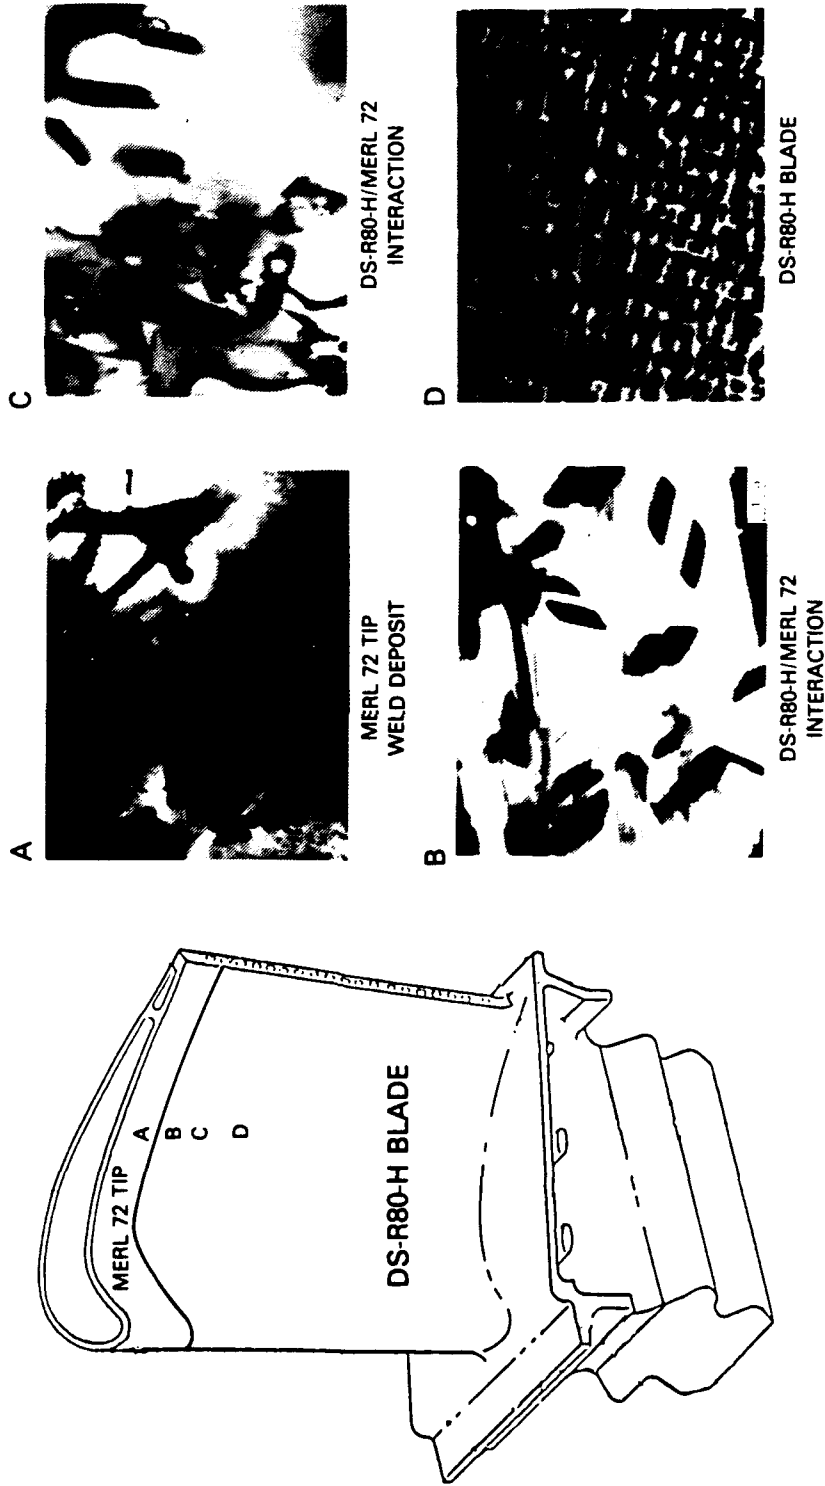 MERL 72 TIP
A
B
C
D
DS-R80-H BLADE
A
MERL 72 TIP
WELD DEPOSIT
B
DS-R80-H/MERL 72
INTERACTION
C
DS-R80-H/MERL 72
INTERACTION
D
DS-R80-H BLADE